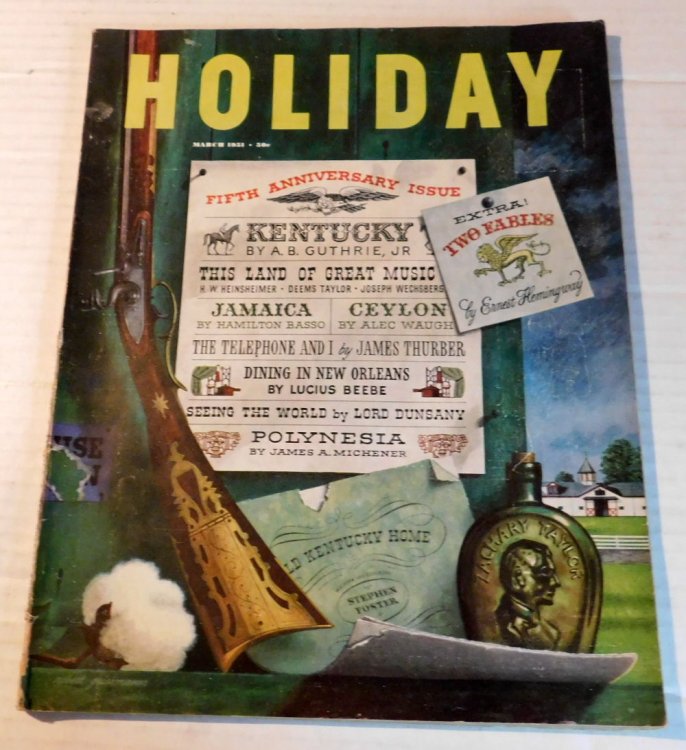 HOLIDAY
MARCH 1951 • 50c
FIFTH ANNIVERSARY ISSUE
KENTUCKY
BY A. B. GUTHRIE, JR
THIS LAND OF GREAT MUSIC
H. W. HEINSHEIMER · DEEMS TAYLOR · JOSEPH WECHSBERG
JAMAICA
BY HAMILTON BASSO
CEYLON
BY ALEC WAUGH
THE TELEPHONE AND I by JAMES THURBER
DINING IN NEW ORLEANS
BY LUCIUS BEEBE
SEEING THE WORLD by LORD DUNSANY
POLYNESIA
BY JAMES A. MICHENER
EXTRA!
TWO FABLES
by Ernest Hemingway
LD KENTUCKY HOME
STEPHEN
FOSTER
ZACHARY TAYLOR